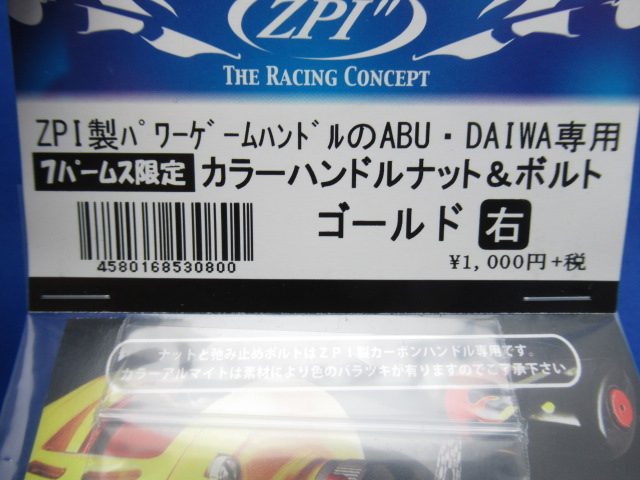 ZPI"
THE RACING CONCEPT
ZPI製ﾊﾟﾜｰｹﾞｰﾑﾊﾝﾄﾞﾙのABU・DAIWA専用
7パームス限定 カラーハンドルナット&ボルト
ゴールド 右
4580168530800
¥1,000円+税
ナットと弛み止めボルトはZPI製カーボンハンドル専用です。
カラーアルマイトは素材により色のバラツキが有りますのでご了承下さい